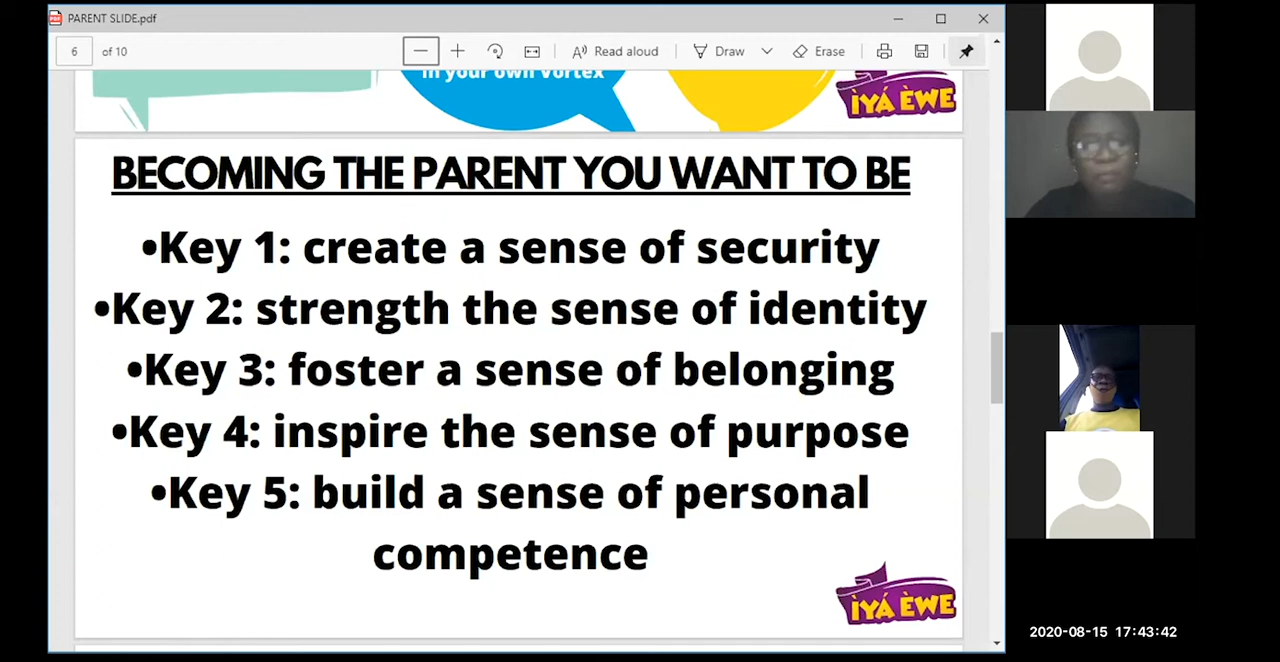 PARENT SLIDE.pdf
6 of 10
Read aloud
Draw
Erase
in your own vortex
ÌYÁ ÈWE
BECOMING THE PARENT YOU WANT TO BE
•Key 1: create a sense of security
•Key 2: strength the sense of identity
•Key 3: foster a sense of belonging
•Key 4: inspire the sense of purpose
•Key 5: build a sense of personal
competence
ÌYÁ ÈWE
2020-08-15 17:43:42